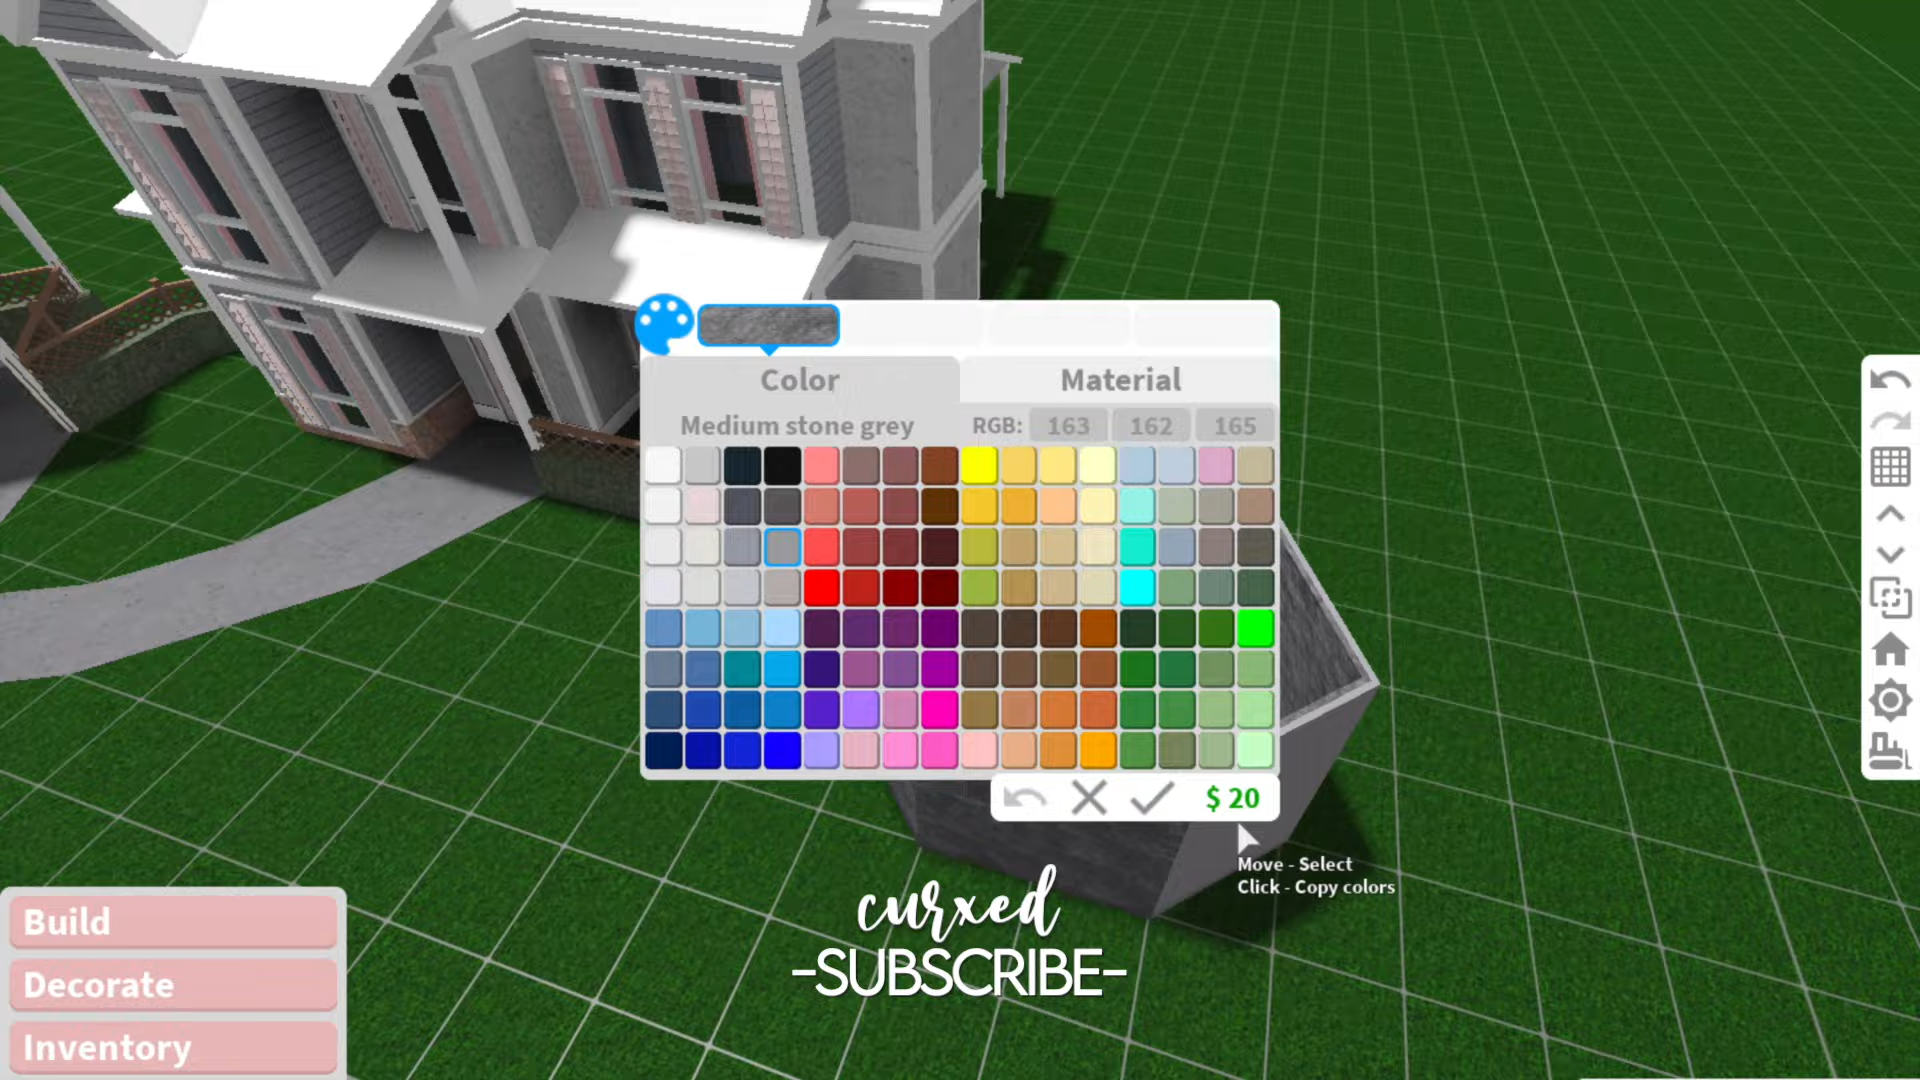 Color
Material
Medium stone grey
RGB: 163 162 165
$ 20
Move - Select
Click - Copy colors
curxed
-SUBSCRIBE-
Build
Decorate
Inventory